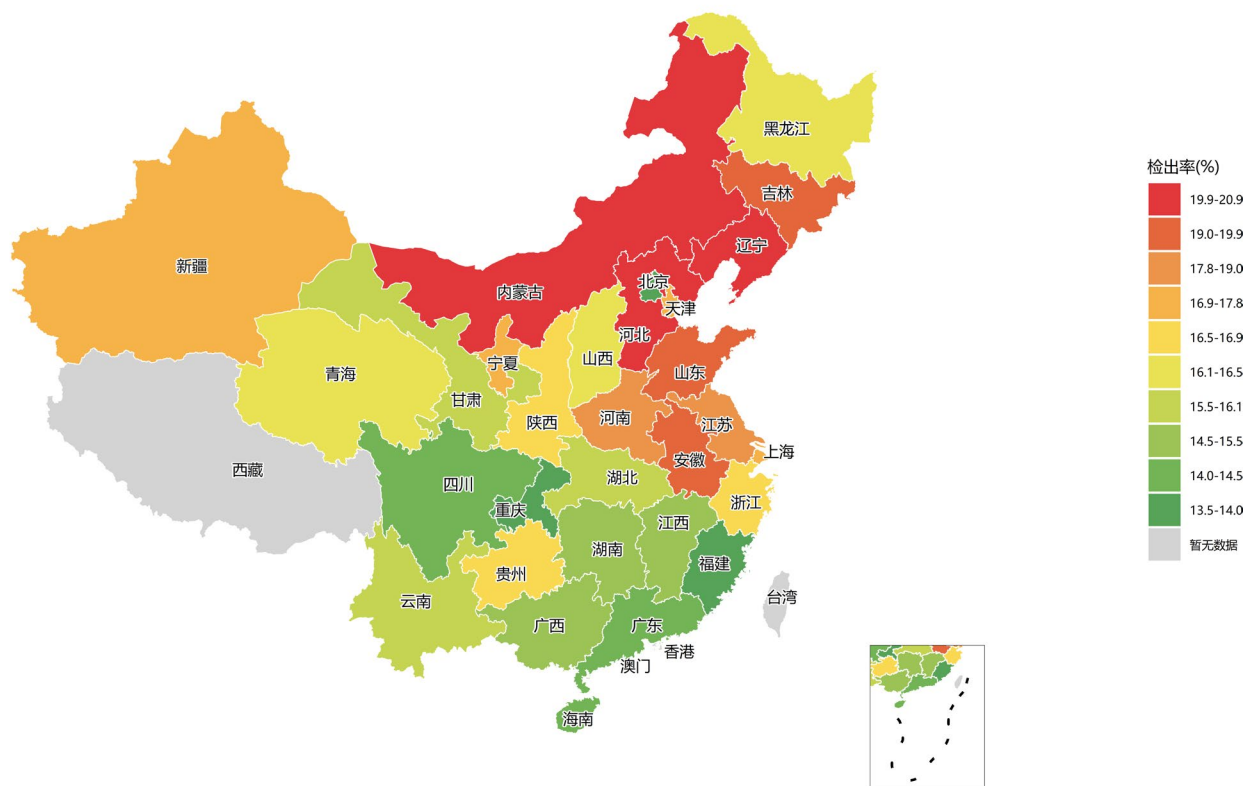 黑龙江
吉林
辽宁
新疆
内蒙古
北京
天津
河北
宁夏
山西
青海
山东
甘肃
陕西
河南
江苏
安徽
上海
西藏
四川
湖北
重庆
浙江
江西
湖南
福建
贵州
云南
广西
广东
台湾
香港
澳门
海南
检出率(%)
19.9-20.9
19.0-19.9
17.8-19.0
16.9-17.8
16.5-16.9
16.1-16.5
15.5-16.1
14.5-15.5
14.0-14.5
13.5-14.0
暂无数据